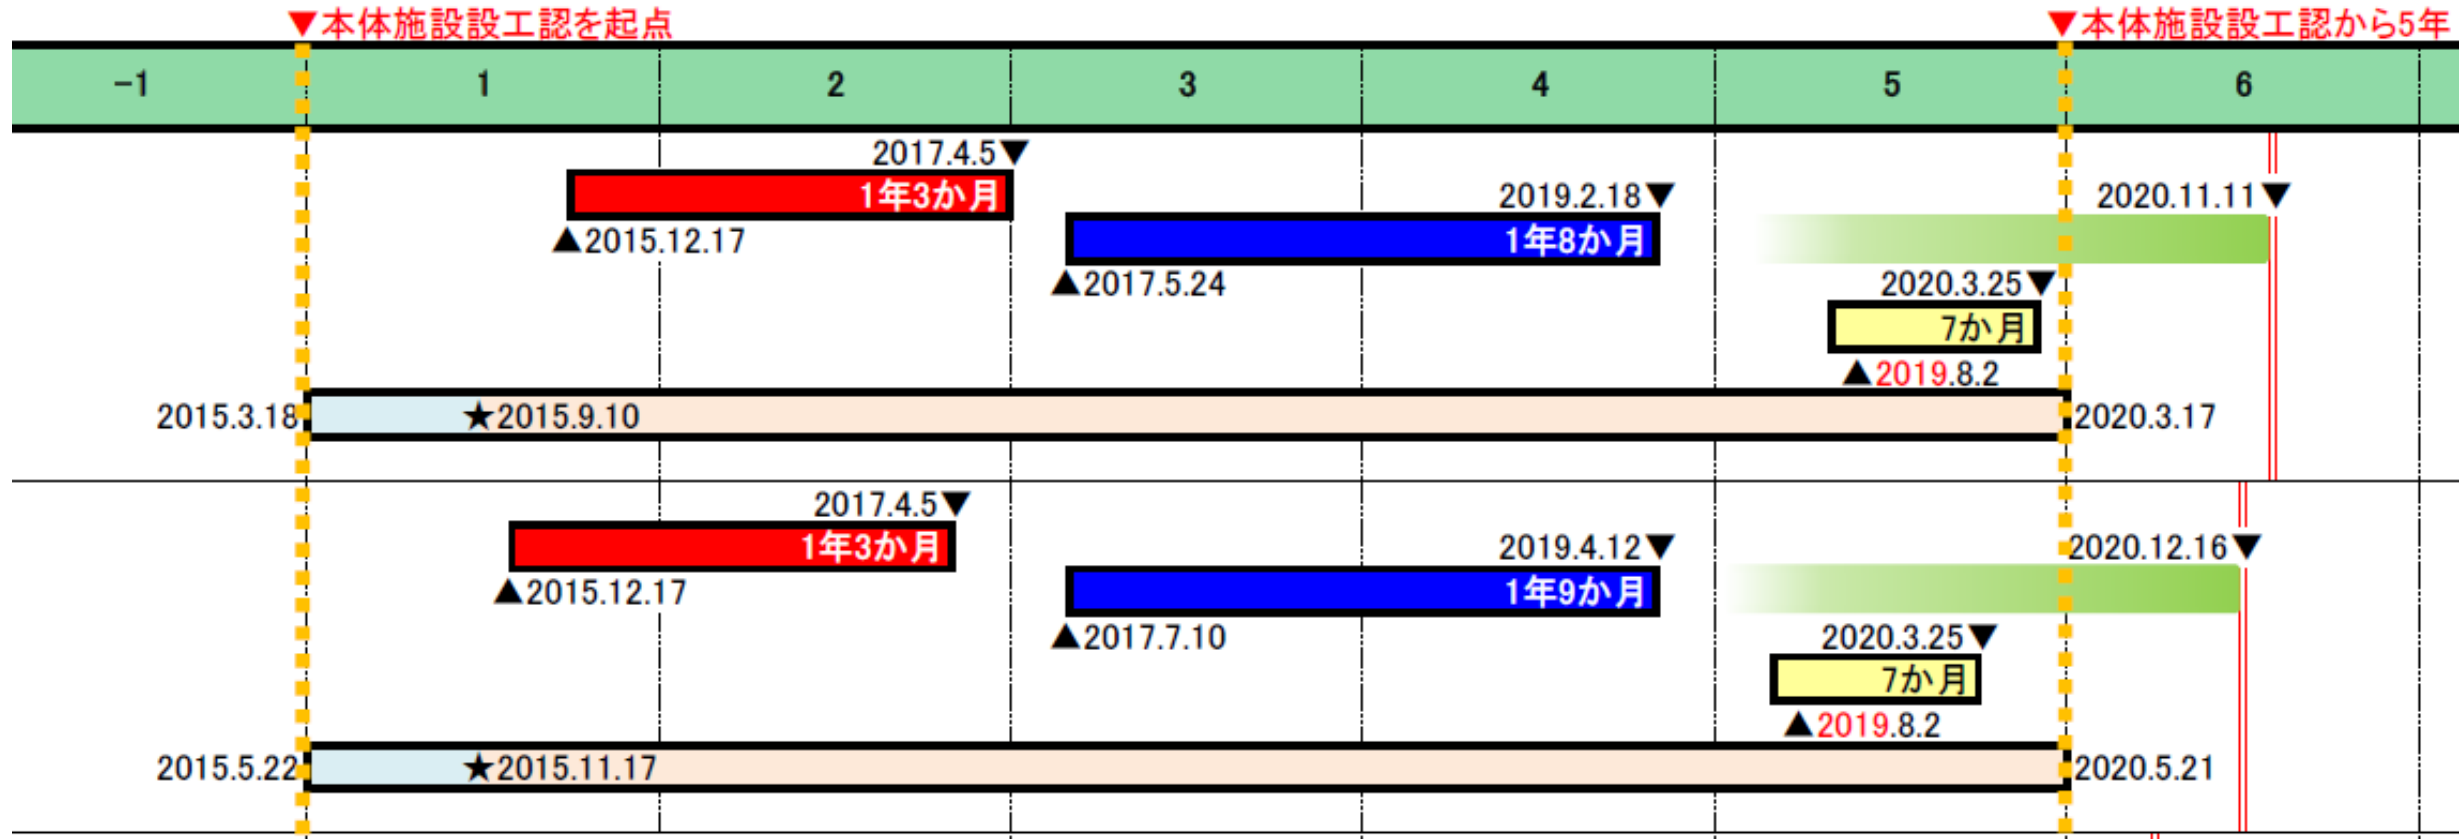 ▼本体施設設工認を起点
▼本体施設設工認から5年
-1 1 2 3 4 5 6
2017.4.5▼
1年3か月
▲2015.12.17
2019.2.18▼
1年8か月
▲2017.5.24
2020.11.11▼
2020.3.25▼
7か月
▲2019.8.2
2015.3.18 ★2015.9.10 2020.3.17
2017.4.5▼
1年3か月
▲2015.12.17
2019.4.12▼
1年9か月
▲2017.7.10
2020.12.16▼
2020.3.25▼
7か月
▲2019.8.2
2015.5.22 ★2015.11.17 2020.5.21